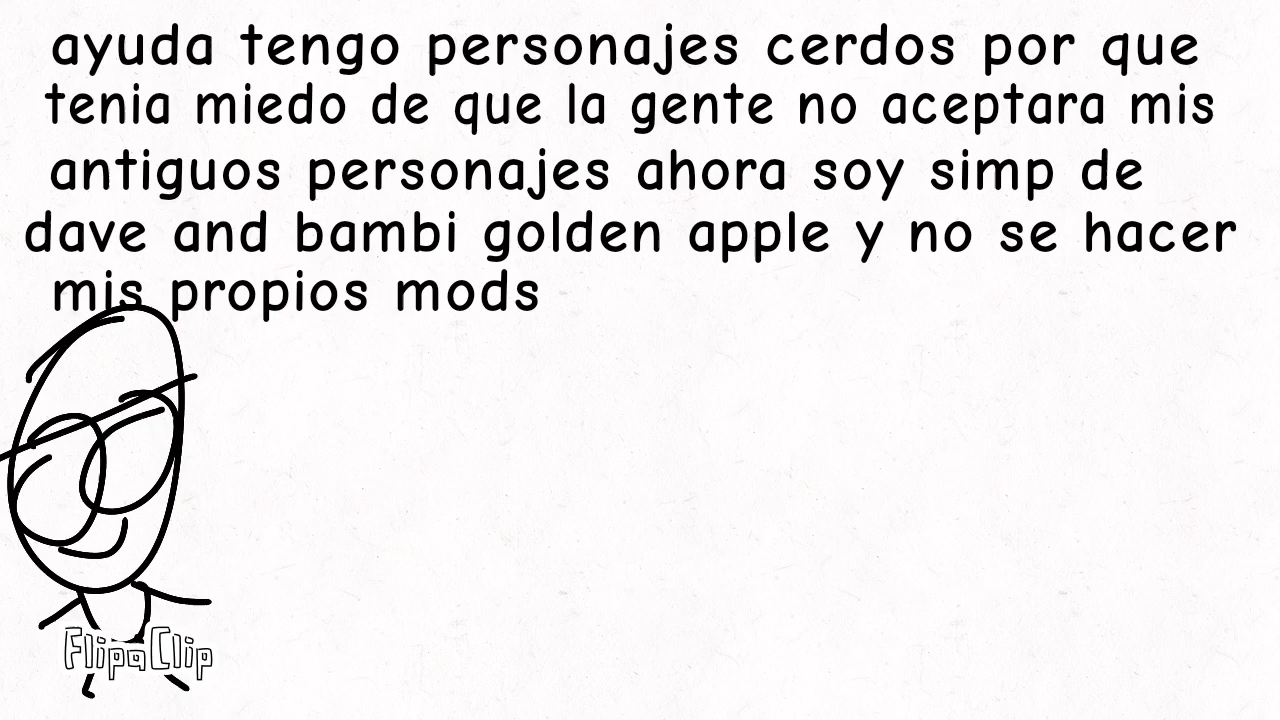 ayuda tengo personajes cerdos por que
tenia miedo de que la gente no aceptara mis
antiguos personajes ahora soy simp de
dave and bambi golden apple y no se hacer
mis propios mods
FlipaClip